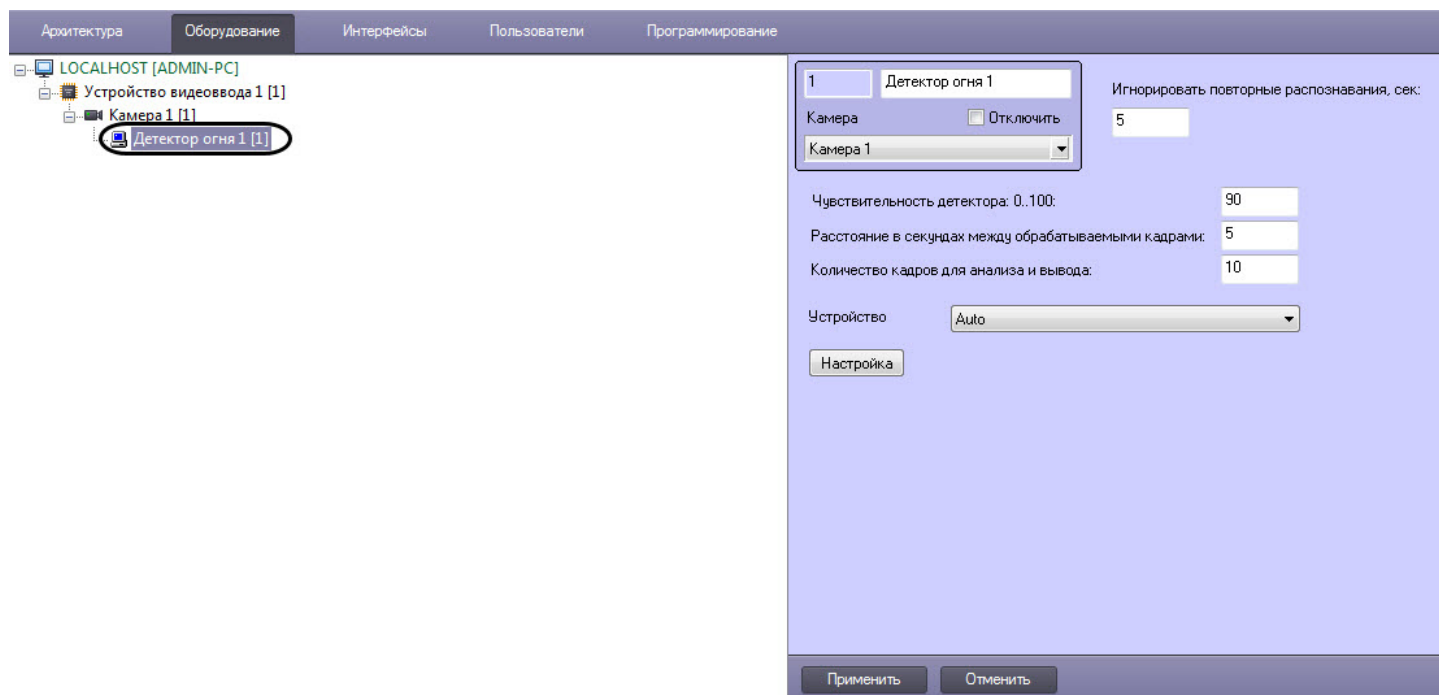 Архитектура Оборудование Интерфейсы Пользователи Программирование
LOCALHOST [ADMIN-PC]
Устройство видеоввода 1 [1]
Камера 1 [1]
Детектор огня 1 [1]
1 Детектор огня 1
Камера Отключить
Камера 1
Игнорировать повторные распознавания, сек:
5
Чувствительность детектора: 0..100: 90
Расстояние в секундах между обрабатываемыми кадрами: 5
Количество кадров для анализа и вывода: 10
Устройство Auto
Настройка
Применить Отменить